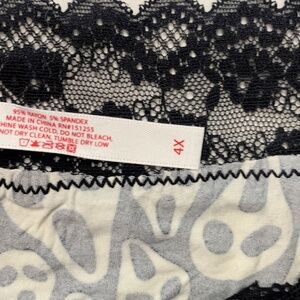 95% RAYON 5% SPANDEX
MADE IN CHINA RN#151255
HINE WASH COLD, DO NOT BLEACH,
NOT DRY CLEAN, TUMBLE DRY LOW
4X